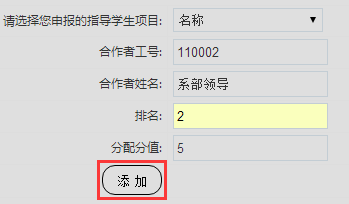 请选择您申报的指导学生项目: 名称
合作者工号: 110002
合作者姓名: 系部领导
排名: 2
分配分值: 5
添 加